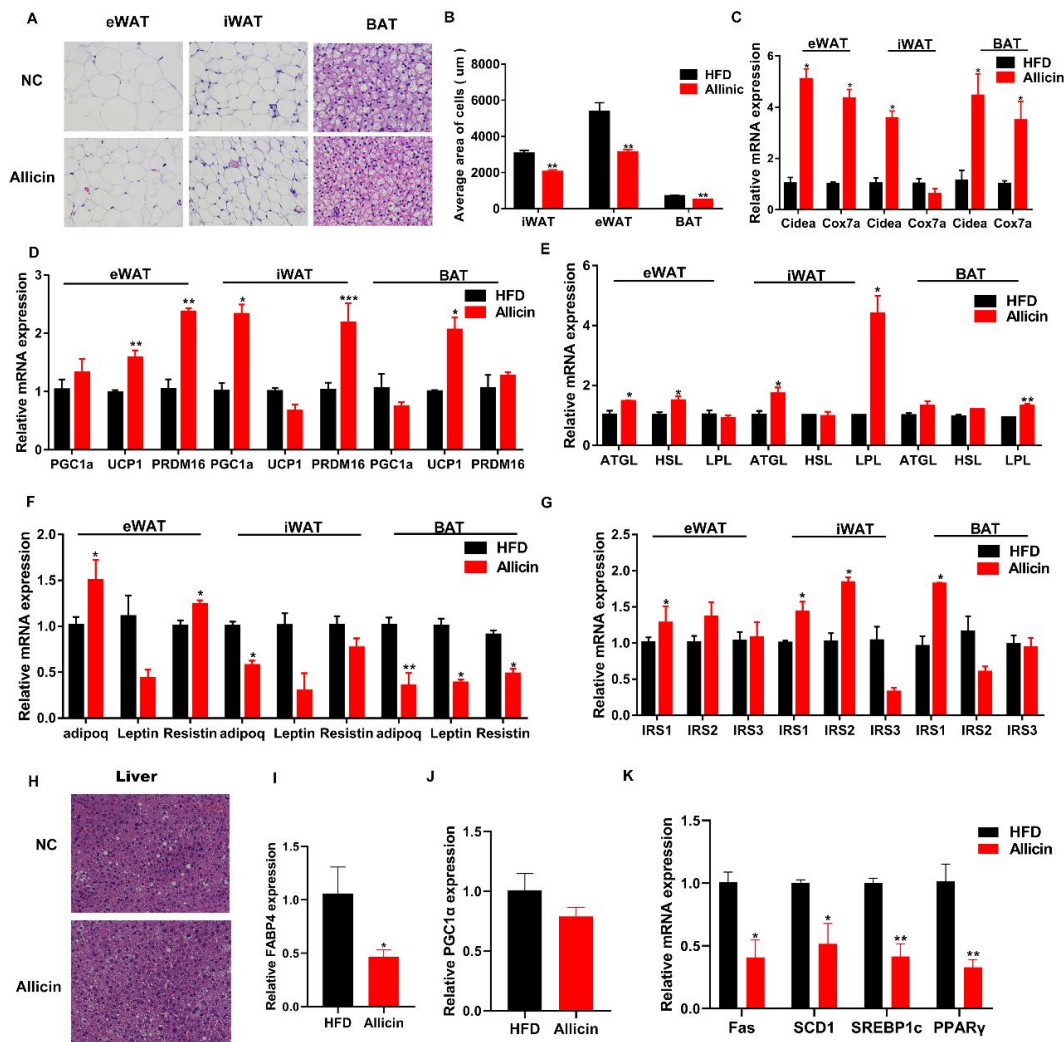 A
eWAT iWAT BAT
NC
Allicin
B
Average area of cells ( um )
8000
6000
4000
2000
0
HFD
Allinic
** ** **
iWAT eWAT BAT
C
eWAT iWAT BAT
Relative mRNA expression
6
4
2
0
HFD
Allicin
* * * * *
Cidea Cox7a Cidea Cox7a Cidea Cox7a
D
eWAT iWAT BAT
Relative mRNA expression
3
2
1
0
HFD
Allicin
** ** * *** *
PGC1a UCP1 PRDM16 PGC1a UCP1 PRDM16 PGC1a UCP1 PRDM16
E
eWAT iWAT BAT
Relative mRNA expression
6
4
2
0
HFD
Allicin
* * * * **
ATGL HSL LPL ATGL HSL LPL ATGL HSL LPL
F
eWAT iWAT BAT
Relative mRNA expression
2.0
1.5
1.0
0.5
0.0
HFD
Allicin
* * * ** * *
adipoq Leptin Resistin adipoq Leptin Resistin adipoq Leptin Resistin
G
eWAT iWAT BAT
Relative mRNA expression
2.5
2.0
1.5
1.0
0.5
0.0
HFD
Allicin
* * * *
IRS1 IRS2 IRS3 IRS1 IRS2 IRS3 IRS1 IRS2 IRS3
H
Liver
NC
Allicin
I
Relative FABP4 expression
1.5
1.0
0.5
0.0
*
HFD Allicin
J
Relative PGC1α expression
1.5
1.0
0.5
0.0
HFD Allicin
K
Relative mRNA expression
1.5
1.0
0.5
0.0
HFD
Allicin
* * ** **
Fas SCD1 SREBP1c PPARγ